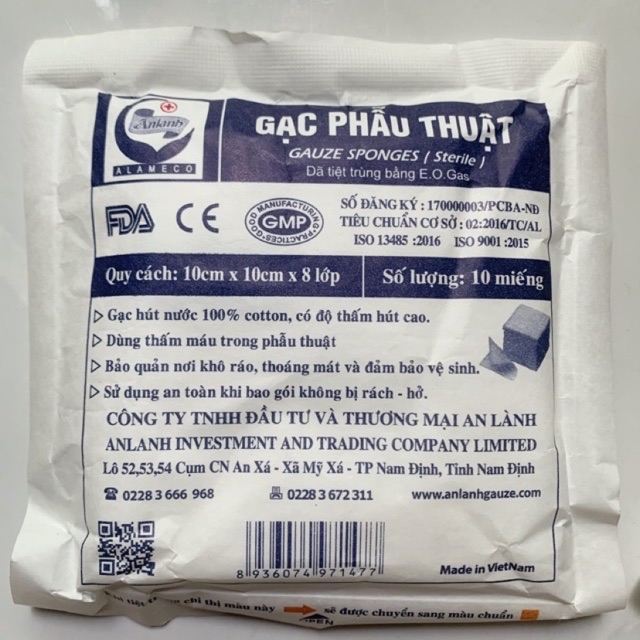 Anlanh
ALAMECO
GẠC PHẪU THUẬT
GAUZE SPONGES ( Sterile )
Dã tiệt trùng bằng E.O.Gas
FDA CE
GOOD MANUFACTURING PRACTICES
GMP
SỐ ĐĂNG KÝ : 170000003/PCBA-NĐ
TIÊU CHUẨN CƠ SỞ : 02:2016/TC/AL
ISO 13485 :2016 ISO 9001 :2015
Quy cách: 10cm x 10cm x 8 lớp
Số lượng: 10 miếng
Gạc hút nước 100% cotton, có độ thấm hút cao.
Dùng thấm máu trong phẫu thuật
Bảo quản nơi khô ráo, thoáng mát và đảm bảo vệ sinh.
Sử dụng an toàn khi bao gói không bị rách - hở.
CÔNG TY TNHH ĐẦU TƯ VÀ THƯƠNG MẠI AN LÀNH
ANLANH INVESTMENT AND TRADING COMPANY LIMITED
Lô 52,53,54 Cụm CN An Xá - Xã Mỹ Xá - TP Nam Định, Tỉnh Nam Định
0228 3 666 968 0228 3 672 311 www.anlanhgauze.com
8 936074 971477
Made in VietNam
chỉ thị màu này sẽ được chuyển sang màu chuẩn
OPEN